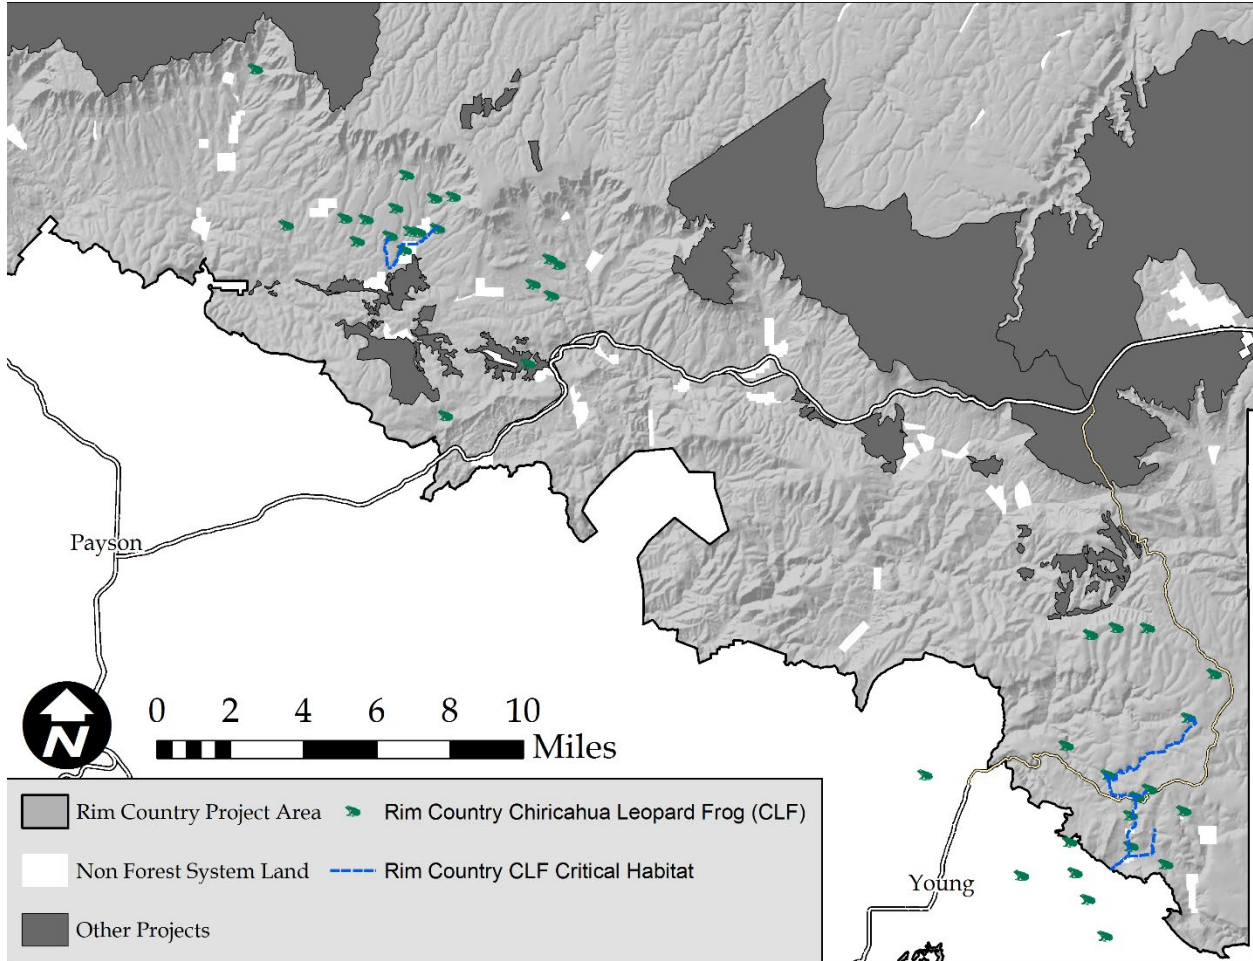 Payson
N
0 2 4 6 8 10
Miles
Rim Country Project Area
Rim Country Chiricahua Leopard Frog (CLF)
Non Forest System Land
Rim Country CLF Critical Habitat
Other Projects
Young